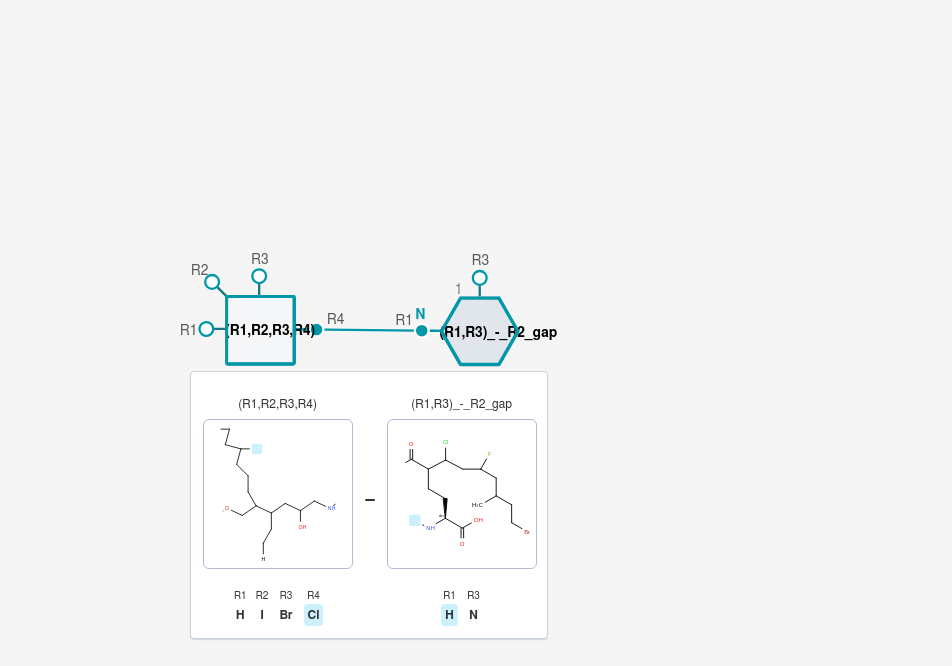 R3
R2
R3
1
N
R4
R1
R1
(R1,R2,R3,R4)
(R1,R3)_-_R2_gap
(R1,R2,R3,R4)
(R1,R3)_-_R2_gap
O
NH
OH
H
–
O
Cl
F
H₃C
NH
OH
O
Br
R1 R2 R3 R4
H I Br Cl
R1 R3
H N